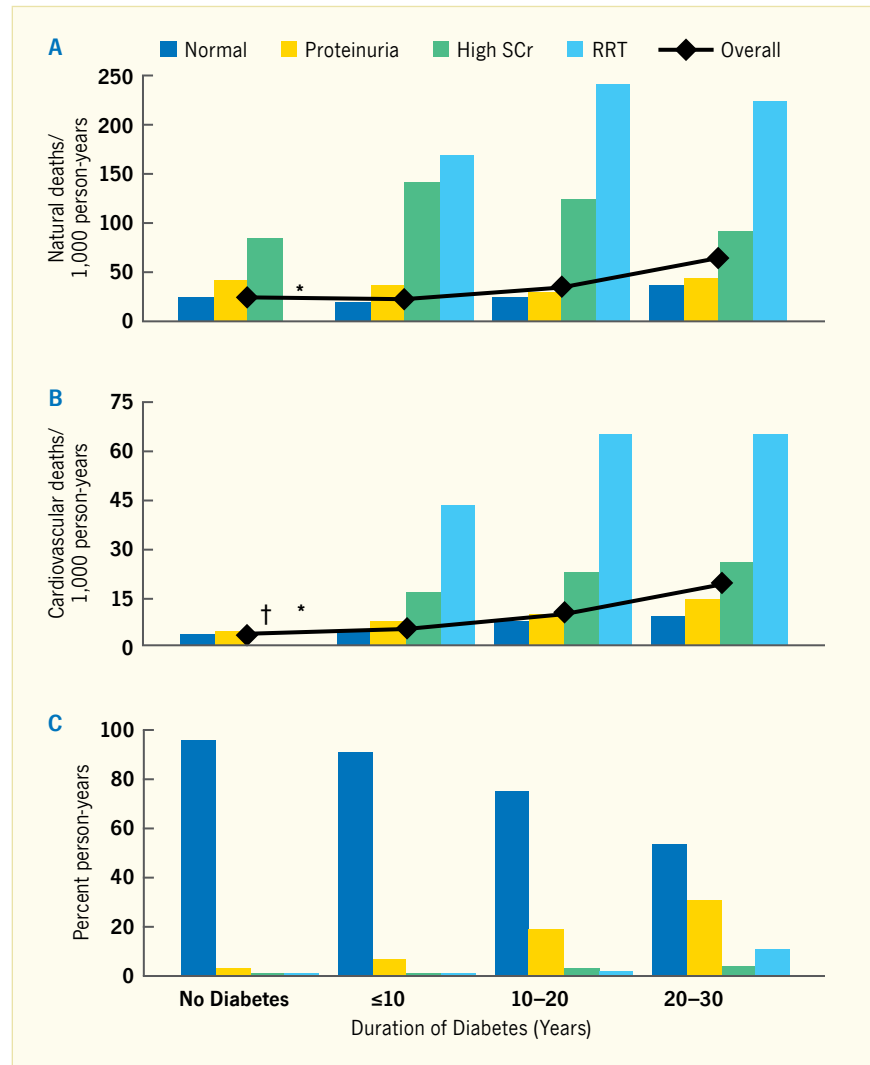 A
Normal Proteinuria High SCr RRT Overall
Natural deaths/
1,000 person-years
250
200
150
100
50
0
*
B
Cardiovascular deaths/
1,000 person-years
75
60
45
30
15
0
† *
C
Percent person-years
100
80
60
40
20
0
No Diabetes ≤10 10–20 20–30
Duration of Diabetes (Years)